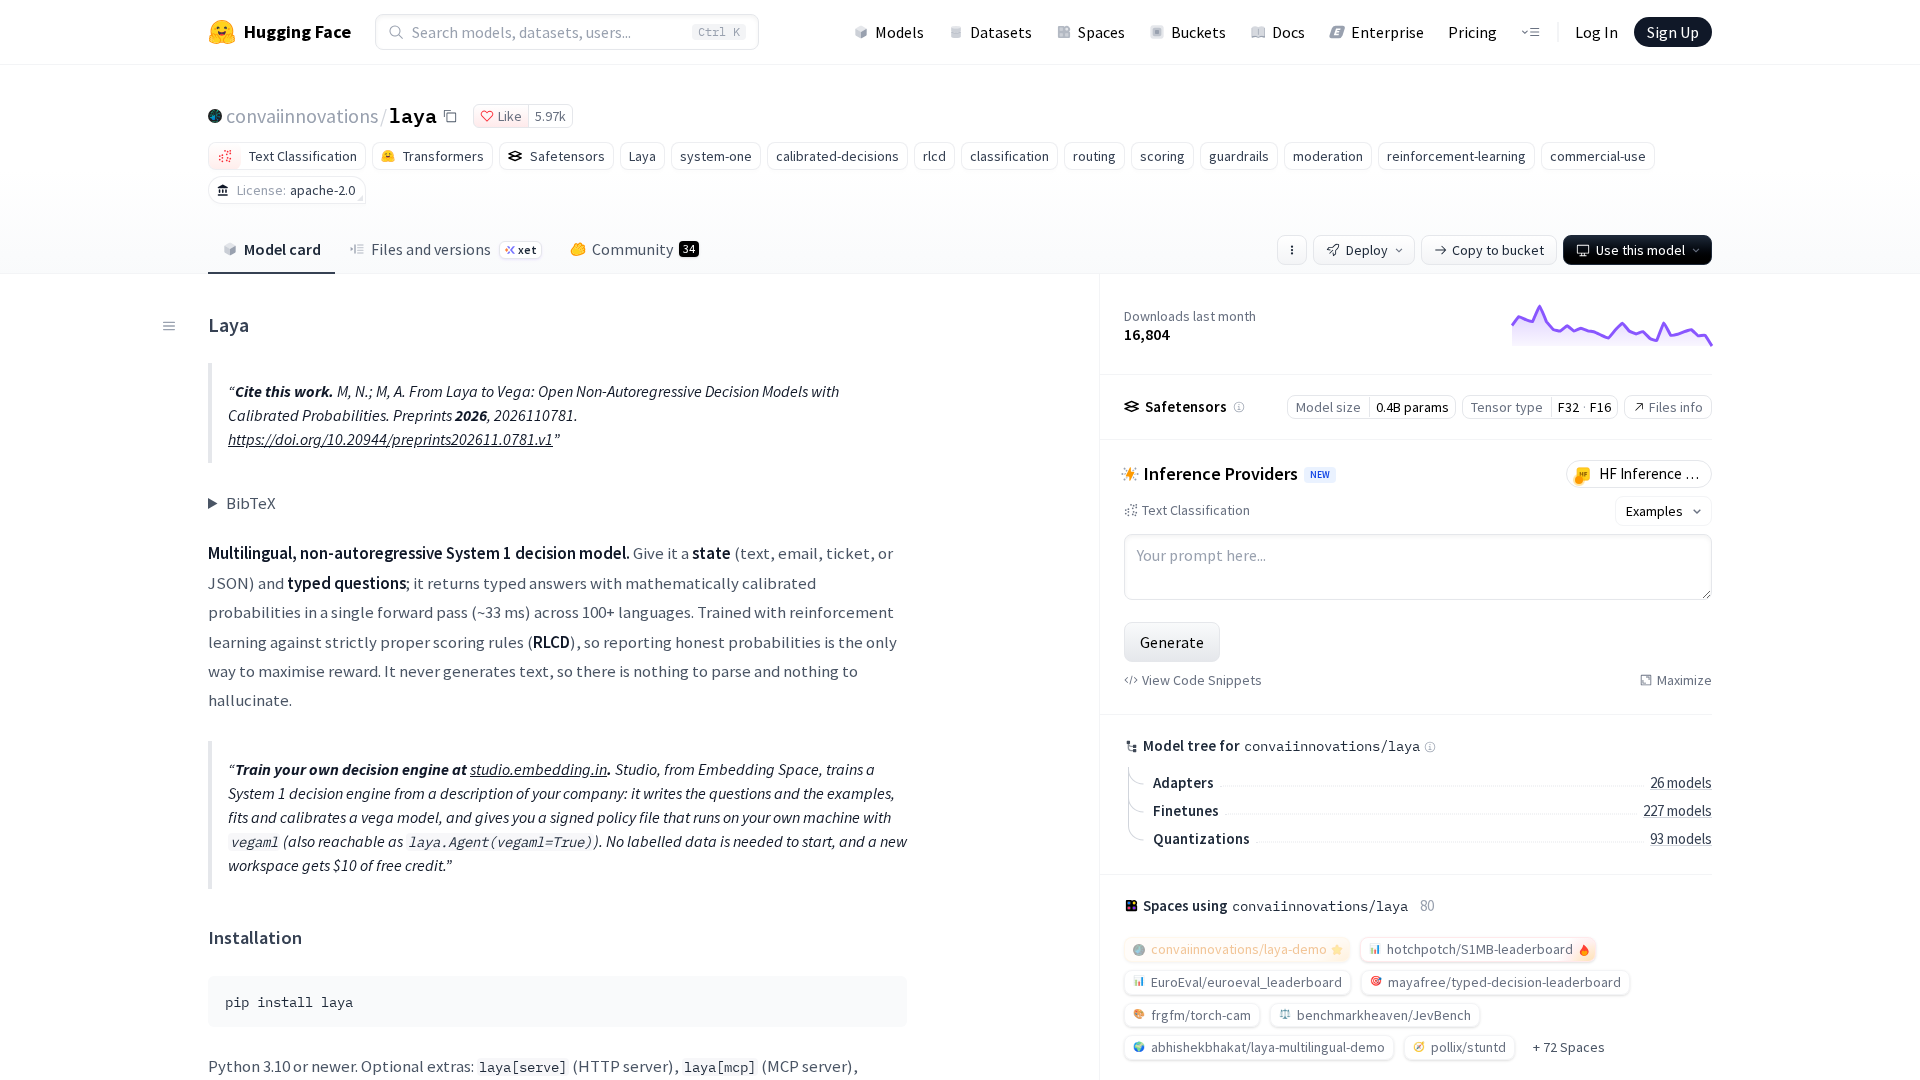 Hugging Face
Search models, datasets, users...
Ctrl K
Models
Datasets
Spaces
Buckets
Docs
Enterprise
Pricing
Log In
Sign Up
convaiinnovations/laya
Like
5.97k
Text Classification
Transformers
Safetensors
Laya
system-one
calibrated-decisions
rlcd
classification
routing
scoring
guardrails
moderation
reinforcement-learning
commercial-use
License: apache-2.0
Model card
Files and versions
xet
Community
34
Deploy
Copy to bucket
Use this model
Laya
“Cite this work. M, N.; M, A. From Laya to Vega: Open Non-Autoregressive Decision Models with
Calibrated Probabilities. Preprints 2026, 2026110781.
https://doi.org/10.20944/preprints202611.0781.v1”
BibTeX
Multilingual, non-autoregressive System 1 decision model. Give it a state (text, email, ticket, or
JSON) and typed questions; it returns typed answers with mathematically calibrated
probabilities in a single forward pass (~33 ms) across 100+ languages. Trained with reinforcement
learning against strictly proper scoring rules (RLCD), so reporting honest probabilities is the only
way to maximise reward. It never generates text, so there is nothing to parse and nothing to
hallucinate.
“Train your own decision engine at studio.embedding.in. Studio, from Embedding Space, trains a
System 1 decision engine from a description of your company: it writes the questions and the examples,
fits and calibrates a vega model, and gives you a signed policy file that runs on your own machine with
vegaml (also reachable as laya.Agent(vegaml=True)). No labelled data is needed to start, and a new
workspace gets $10 of free credit.”
Installation
pip install laya
Python 3.10 or newer. Optional extras: laya[serve] (HTTP server), laya[mcp] (MCP server),
Downloads last month
16,804
Safetensors
Model size
0.4B params
Tensor type
F32 · F16
Files info
Inference Providers
NEW
HF Inference …
Text Classification
Examples
Your prompt here...
Generate
View Code Snippets
Maximize
Model tree for convaiinnovations/laya
Adapters
26 models
Finetunes
227 models
Quantizations
93 models
Spaces using convaiinnovations/laya 80
convaiinnovations/laya-demo
hotchpotch/S1MB-leaderboard
EuroEval/euroeval_leaderboard
mayafree/typed-decision-leaderboard
frgfm/torch-cam
benchmarkheaven/JevBench
abhishekbhakat/laya-multilingual-demo
pollix/stuntd
+ 72 Spaces